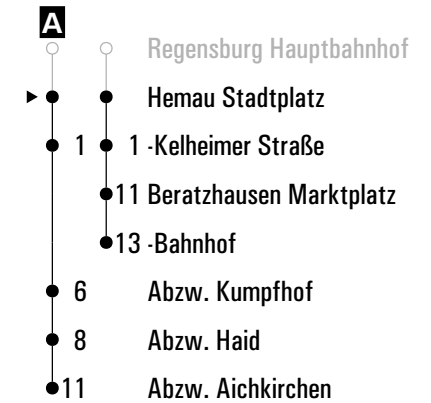 A
Regensburg Hauptbahnhof
Hemau Stadtplatz
1 1 -Kelheimer Straße
11 Beratzhausen Marktplatz
13 -Bahnhof
6 Abzw. Kumpfhof
8 Abzw. Haid
11 Abzw. Aichkirchen